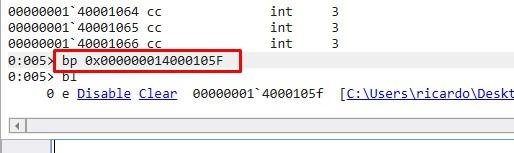 00000001`40001064 cc int 3
00000001`40001065 cc int 3
00000001`40001066 cc int 3
0:005> bp 0x000000014000105F
0:005> bl
0 e Disable Clear 00000001`4000105f [C:\Users\ricardo\Deskt